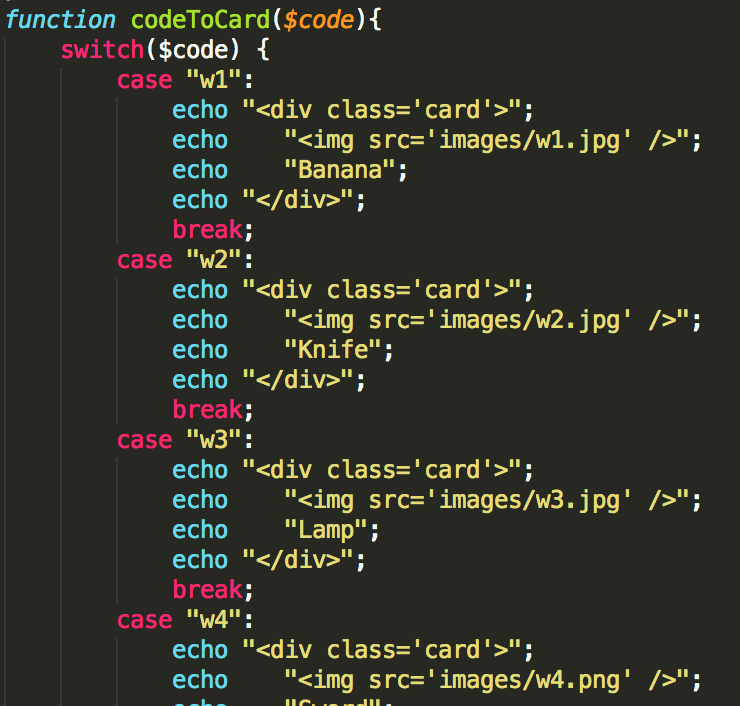 function codeToCard($code){
    switch($code) {
        case "w1":
            echo "<div class='card'>";
            echo    "<img src='images/w1.jpg' />";
            echo    "Banana";
            echo "</div>";
            break;
        case "w2":
            echo "<div class='card'>";
            echo    "<img src='images/w2.jpg' />";
            echo    "Knife";
            echo "</div>";
            break;
        case "w3":
            echo "<div class='card'>";
            echo    "<img src='images/w3.jpg' />";
            echo    "Lamp";
            echo "</div>";
            break;
        case "w4":
            echo "<div class='card'>";
            echo    "<img src='images/w4.png' />";
            echo    "Sword";